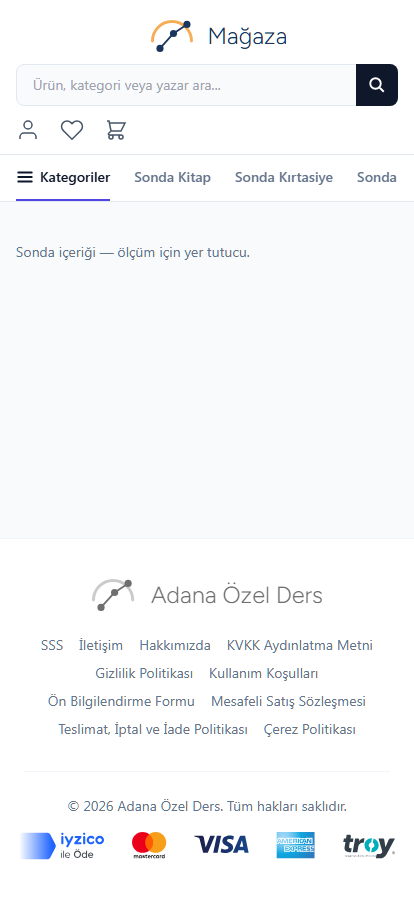 Mağaza
Ürün, kategori veya yazar ara...
Kategoriler Sonda Kitap Sonda Kırtasiye Sonda
Sonda içeriği — ölçüm için yer tutucu.
Adana Özel Ders
SSS İletişim Hakkımızda KVKK Aydınlatma Metni
Gizlilik Politikası Kullanım Koşulları
Ön Bilgilendirme Formu Mesafeli Satış Sözleşmesi
Teslimat, İptal ve İade Politikası Çerez Politikası
© 2026 Adana Özel Ders. Tüm hakları saklıdır.
iyzico ile Öde mastercard VISA AMERICAN EXPRESS troy